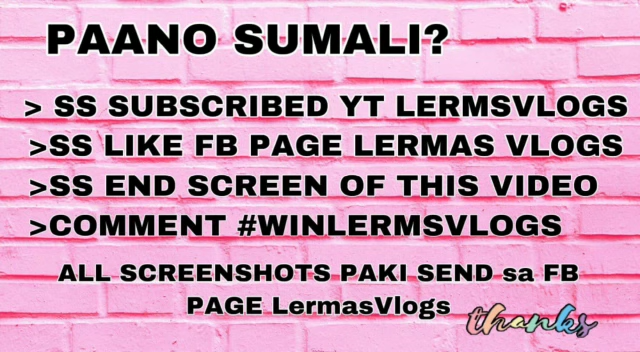 PAANO SUMALI?
> SS SUBSCRIBED YT LERMSVLOGS
>SS LIKE FB PAGE LERMAS VLOGS
>SS END SCREEN OF THIS VIDEO
>COMMENT #WINLERMSVLOGS
ALL SCREENSHOTS PAKI SEND sa FB
PAGE LermasVlogs
thanks